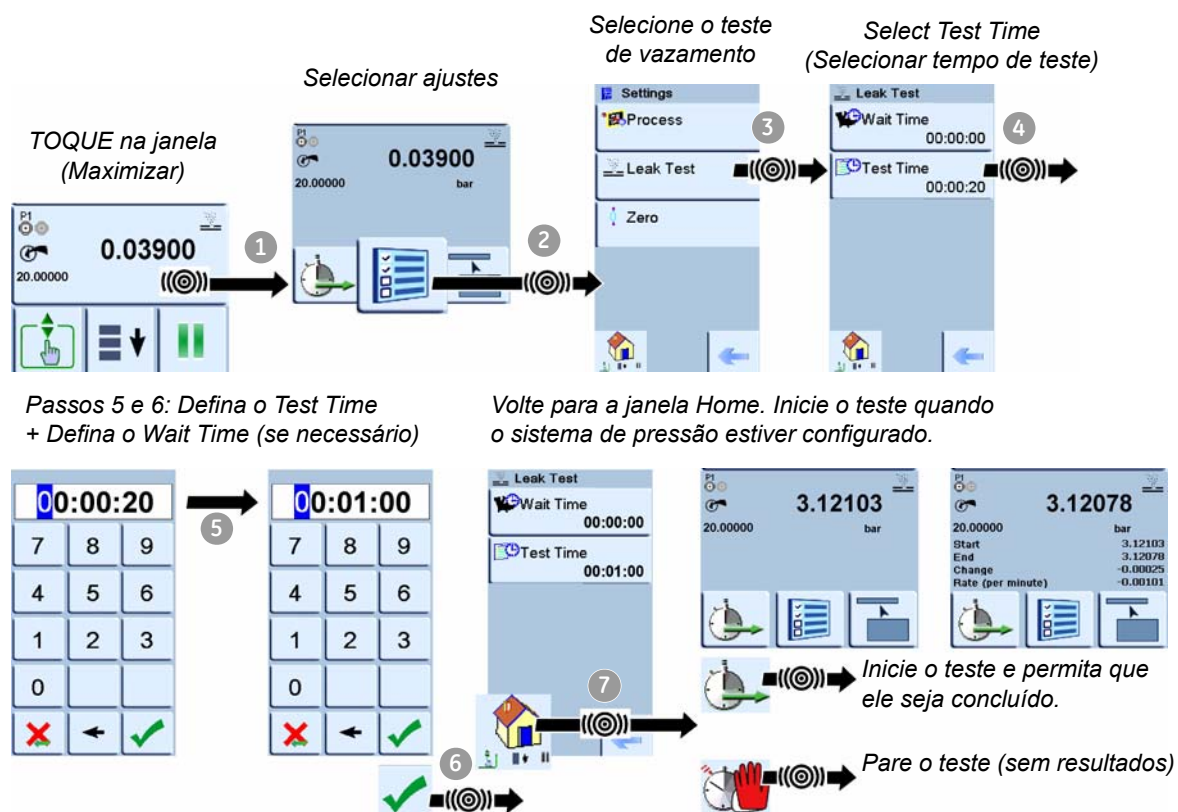 Selecione o teste
de vazamento
Select Test Time
(Selecionar tempo de teste)
Selecionar ajustes
TOQUE na janela
(Maximizar)
P1
0.03900
20.00000
1
P1
0.03900
20.00000 bar
2
Settings
Process
Leak Test
Zero
3
Leak Test
Wait Time
00:00:00
Test Time
00:00:20
4
Passos 5 e 6: Defina o Test Time
+ Defina o Wait Time (se necessário)
Volte para a janela Home. Inicie o teste quando
o sistema de pressão estiver configurado.
00:00:20
7 8 9
4 5 6
1 2 3
0
5
00:01:00
7 8 9
4 5 6
1 2 3
0
6
Leak Test
Wait Time
00:00:00
Test Time
00:01:00
7
P1
3.12103
20.00000 bar
P1
3.12078
20.00000 bar
Start 3.12103
End 3.12078
Change -0.00025
Rate (per minute) -0.00101
Inicie o teste e permita que
ele seja concluído.
Pare o teste (sem resultados)